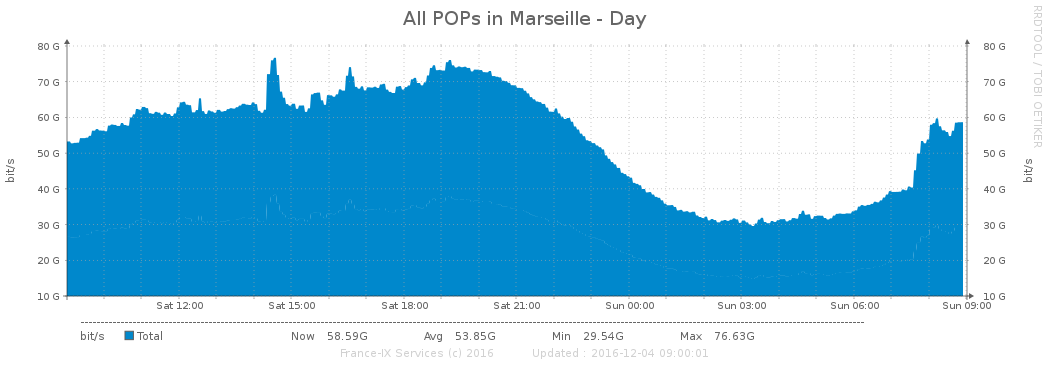 All POPs in Marseille - Day
RRDTOOL / TOBI OETIKER
80 G 80 G
70 G 70 G
60 G 60 G
50 G 50 G
40 G 40 G
30 G 30 G
20 G 20 G
10 G 10 G
bit/s bit/s
Sat 12:00 Sat 15:00 Sat 18:00 Sat 21:00 Sun 00:00 Sun 03:00 Sun 06:00 Sun 09:00
bit/s Total Now 58.59G Avg 53.85G Min 29.54G Max 76.63G
France-IX Services (c) 2016 Updated : 2016-12-04 09:00:01